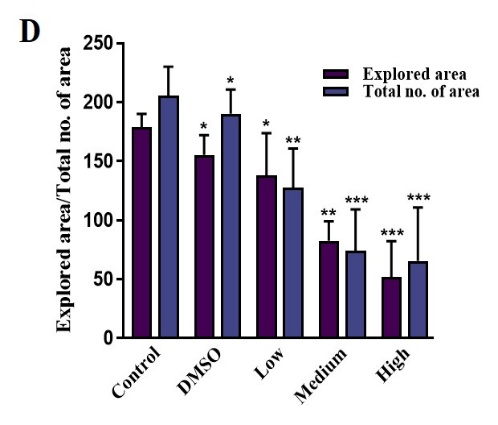 D
Explored area/Total no. of area
250
200
150
100
50
0
Explored area
Total no. of area
*
*
*
**
**
***
***
***
Control
DMSO
Low
Medium
High